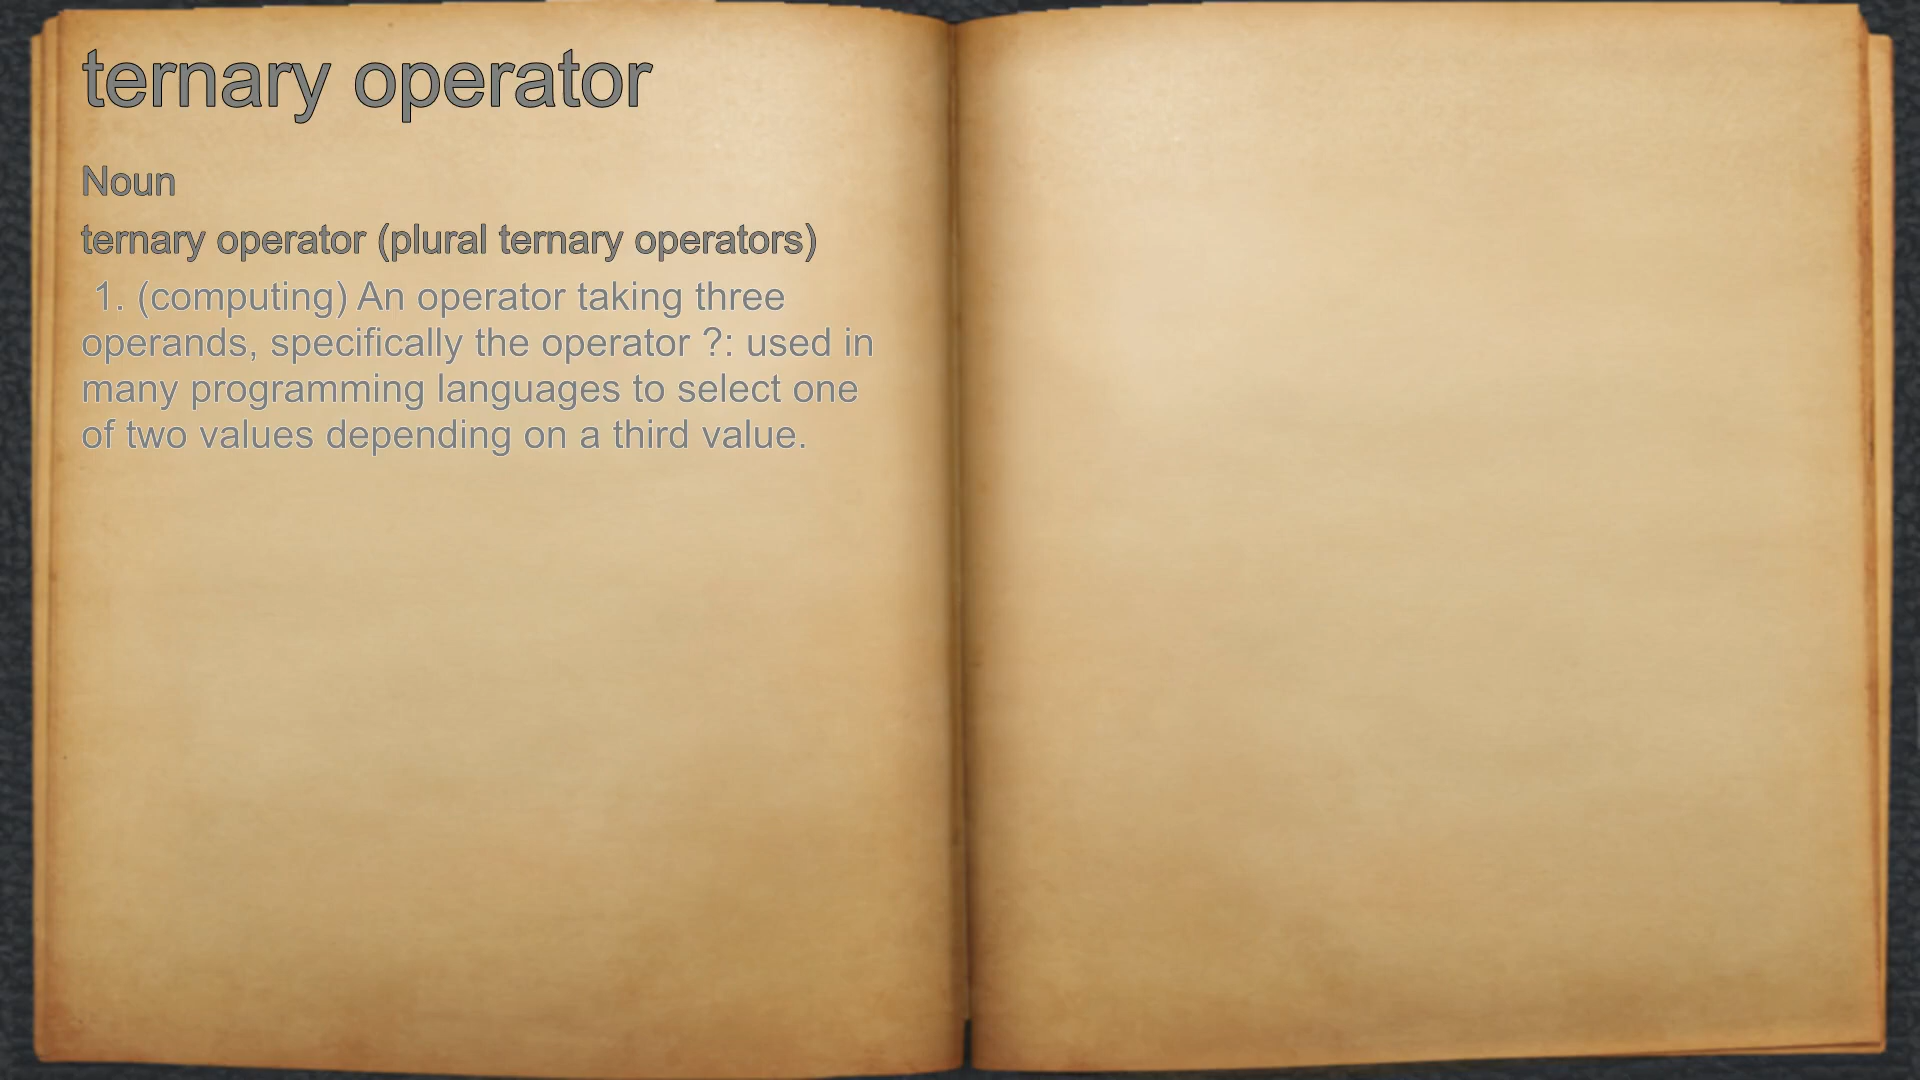 ternary operator
Noun
ternary operator (plural ternary operators)
1. (computing) An operator taking three
operands, specifically the operator ?: used in
many programming languages to select one
of two values depending on a third value.